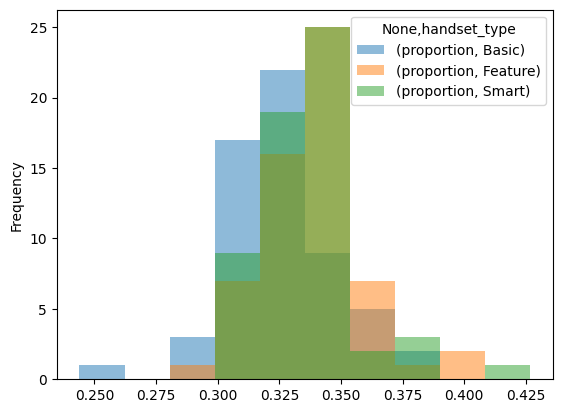 None,handset_type
(proportion, Basic)
(proportion, Feature)
(proportion, Smart)
Frequency
25
20
15
10
5
0
0.250 0.275 0.300 0.325 0.350 0.375 0.400 0.425